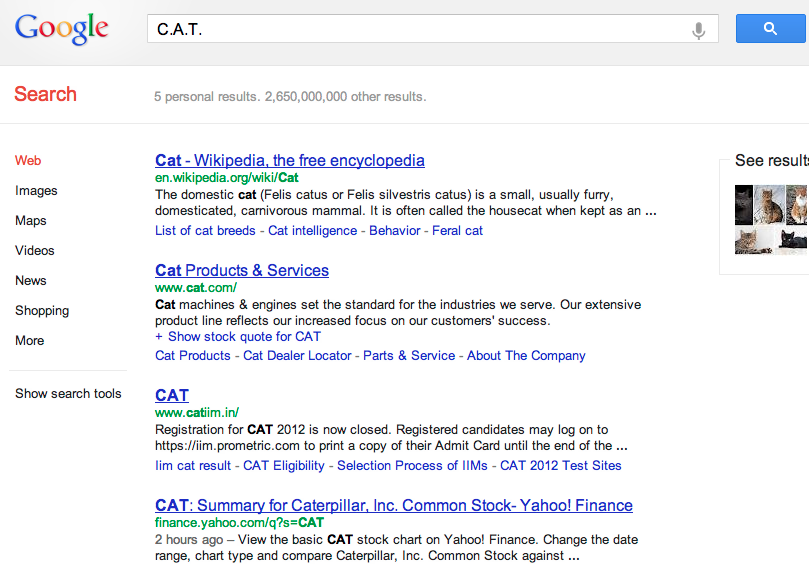 Google
C.A.T.
Search
5 personal results. 2,650,000,000 other results.
Web
Images
Maps
Videos
News
Shopping
More
Show search tools
Cat - Wikipedia, the free encyclopedia
en.wikipedia.org/wiki/Cat
The domestic cat (Felis catus or Felis silvestris catus) is a small, usually furry,
domesticated, carnivorous mammal. It is often called the housecat when kept as an ...
List of cat breeds - Cat intelligence - Behavior - Feral cat
Cat Products & Services
www.cat.com/
Cat machines & engines set the standard for the industries we serve. Our extensive
product line reflects our increased focus on our customers' success.
+ Show stock quote for CAT
Cat Products - Cat Dealer Locator - Parts & Service - About The Company
CAT
www.catiim.in/
Registration for CAT 2012 is now closed. Registered candidates may log on to
https://iim.prometric.com to print a copy of their Admit Card until the end of the ...
Iim cat result - CAT Eligibility - Selection Process of IIMs - CAT 2012 Test Sites
CAT: Summary for Caterpillar, Inc. Common Stock- Yahoo! Finance
finance.yahoo.com/q?s=CAT
2 hours ago – View the basic CAT stock chart on Yahoo! Finance. Change the date
range, chart type and compare Caterpillar, Inc. Common Stock against ...
See results